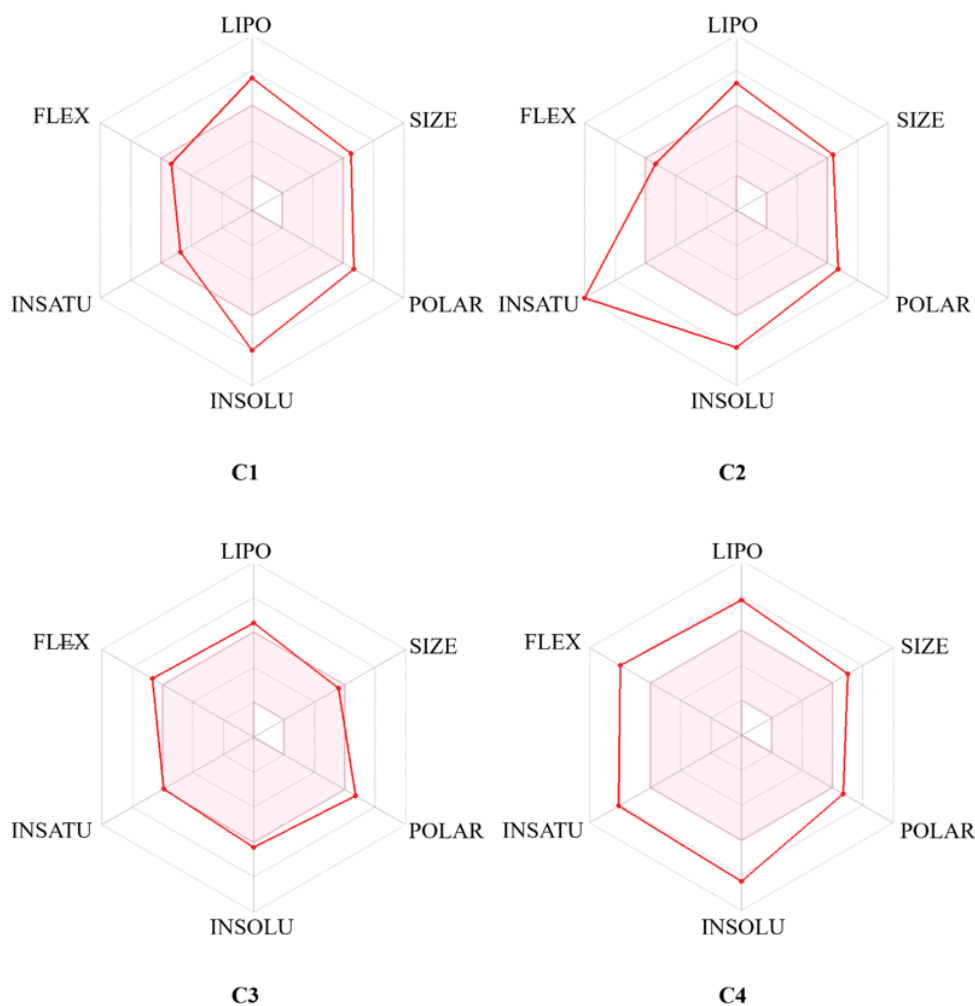 LIPO
FLEX
SIZE
INSATU
POLAR
INSOLU
C1
LIPO
FLEX
SIZE
INSATU
POLAR
INSOLU
C2
LIPO
FLEX
SIZE
INSATU
POLAR
INSOLU
C3
LIPO
FLEX
SIZE
INSATU
POLAR
INSOLU
C4